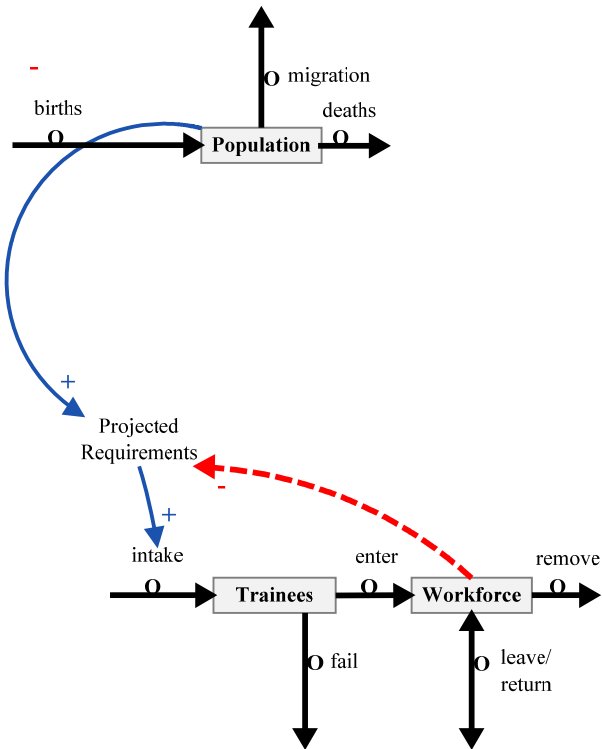 -
migration
births
deaths
O
O
O
Population
+
Projected
Requirements
-
+
intake
enter
remove
O
O
O
Trainees
Workforce
O fail
O leave/
return